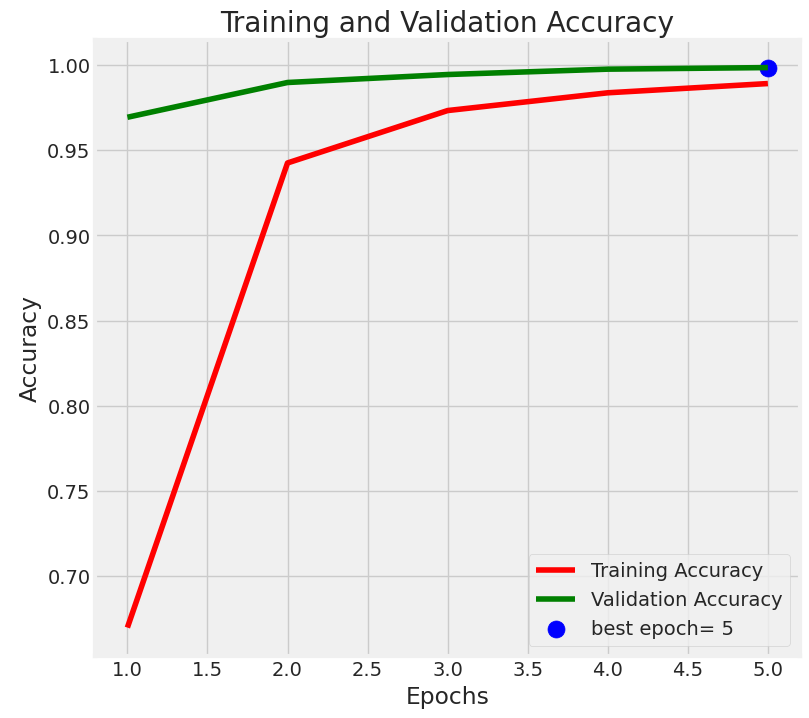 Training and Validation Accuracy
Accuracy
1.00
0.95
0.90
0.85
0.80
0.75
0.70
Training Accuracy
Validation Accuracy
best epoch= 5
1.0 1.5 2.0 2.5 3.0 3.5 4.0 4.5 5.0
Epochs